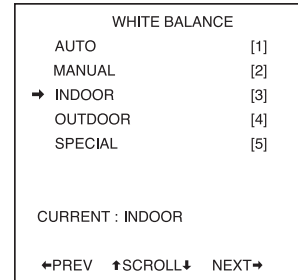 WHITE BALANCE
AUTO [1]
MANUAL [2]
➡ INDOOR [3]
OUTDOOR [4]
SPECIAL [5]
CURRENT : INDOOR
⬅PREV ⬆SCROLL⬇ NEXT➡